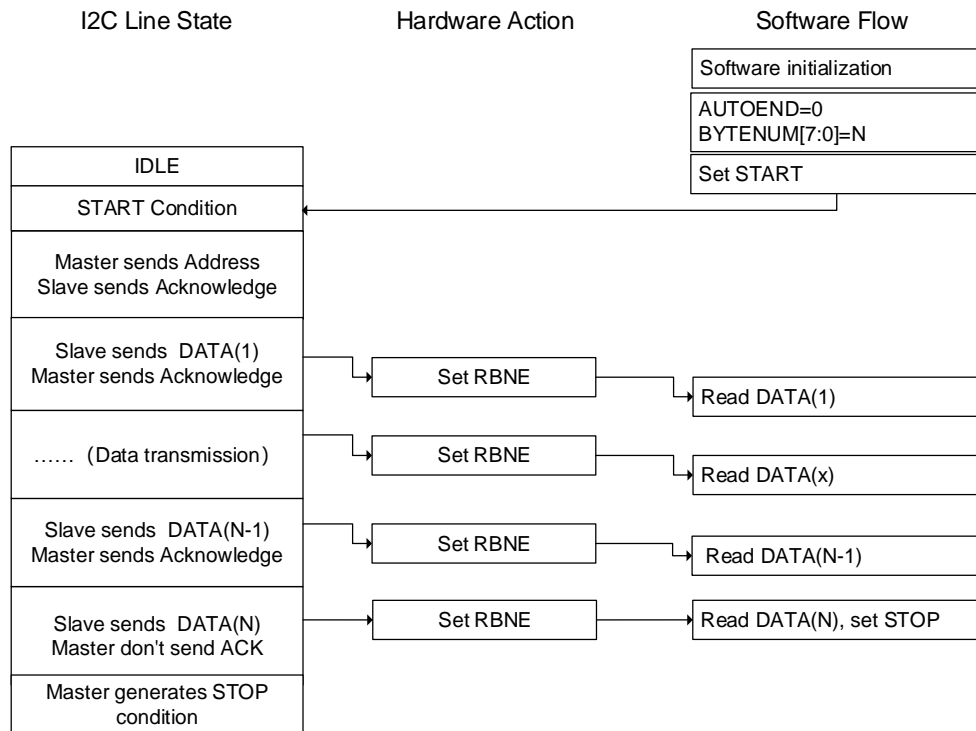 I2C Line State
Hardware Action
Software Flow
Software initialization
AUTOEND=0
BYTENUM[7:0]=N
IDLE
Set START
START Condition
Master sends Address
Slave sends Acknowledge
Slave sends DATA(1)
Master sends Acknowledge
Set RBNE
Read DATA(1)
...... (Data transmission)
Set RBNE
Read DATA(x)
Slave sends DATA(N-1)
Master sends Acknowledge
Set RBNE
Read DATA(N-1)
Slave sends DATA(N)
Master don't send ACK
Set RBNE
Read DATA(N), set STOP
Master generates STOP
condition